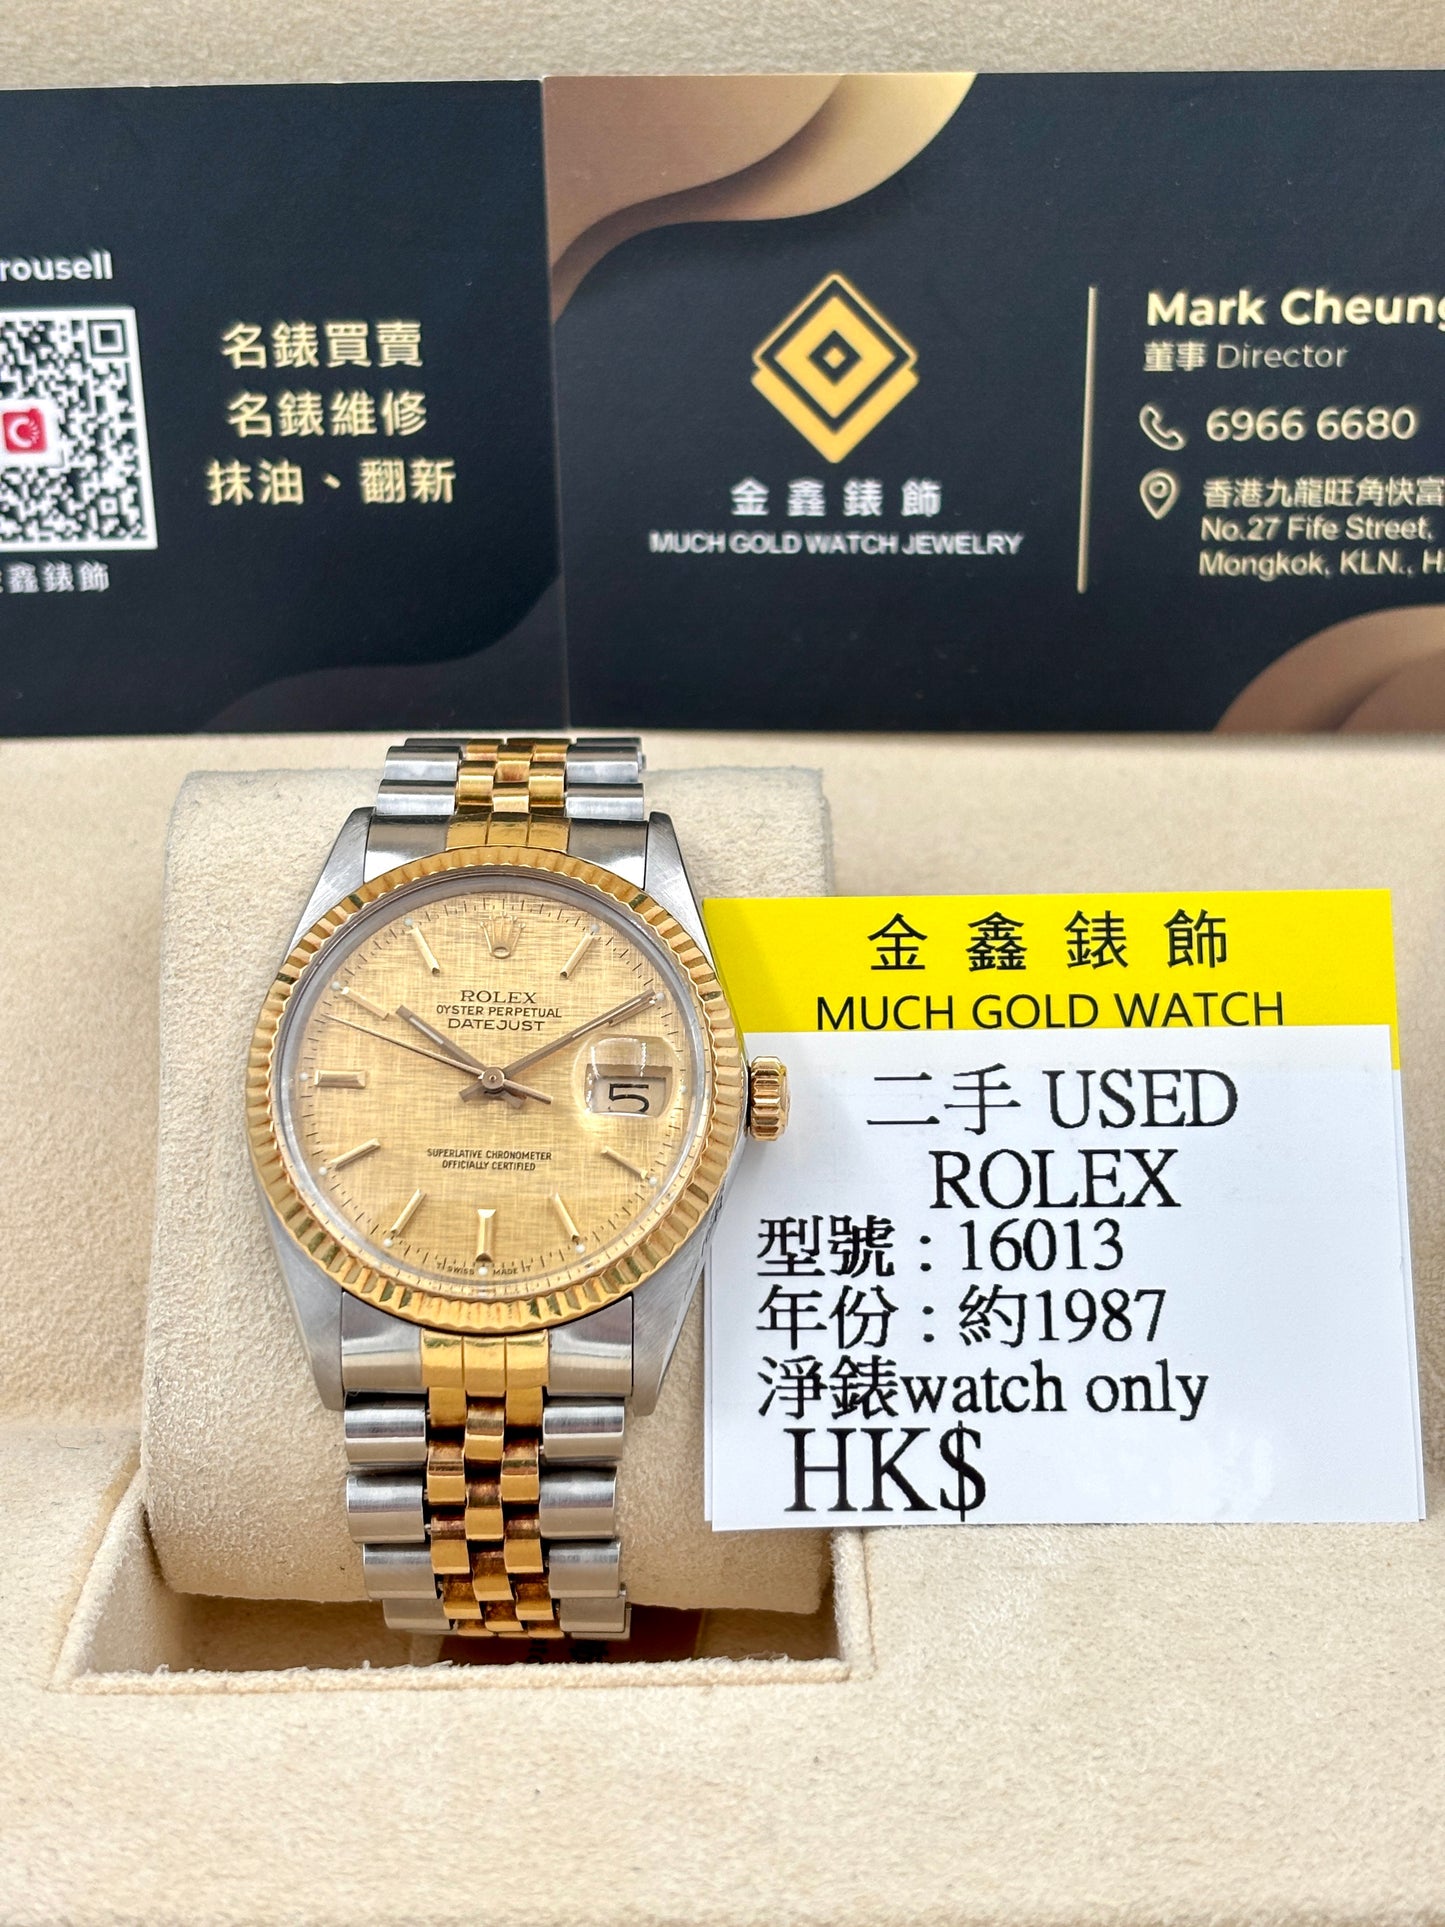 rousell
名錶買賣
名錶維修
抹油、翻新
鑫錶飾
金鑫錶飾
MUCH GOLD WATCH JEWELRY
Mark Cheung
董事 Director
6966 6680
香港九龍旺角快富
No.27 Fife Street,
Mongkok, KLN., H
ROLEX
OYSTER PERPETUAL
DATEJUST
5
SUPERLATIVE CHRONOMETER
OFFICIALLY CERTIFIED
T SWISS MADE T
金鑫錶飾
MUCH GOLD WATCH
二手 USED
ROLEX
型號：16013
年份：約1987
淨錶watch only
HK$